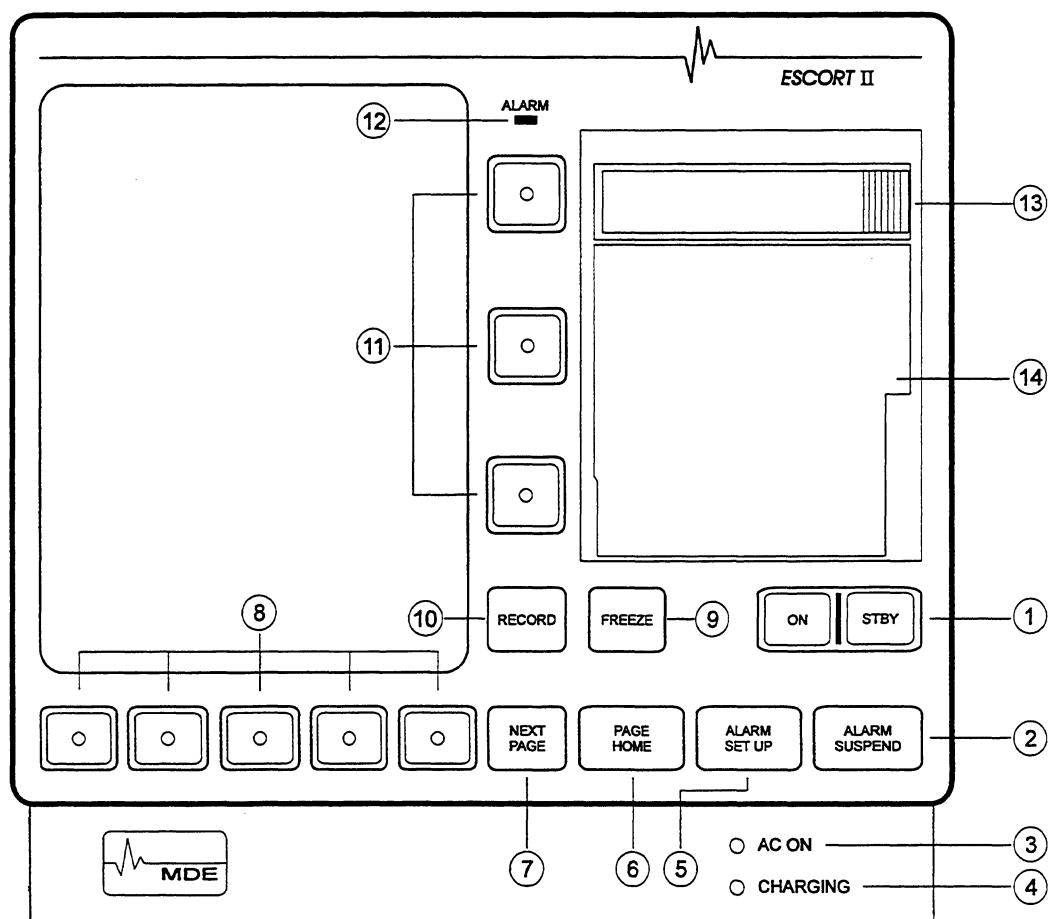 ESCORT II
ALARM
12
13
11
14
8
10
RECORD
FREEZE
9
ON
STBY
1
NEXT
PAGE
PAGE
HOME
ALARM
SET UP
ALARM
SUSPEND
2
7
6
5
AC ON
3
CHARGING
4
MDE